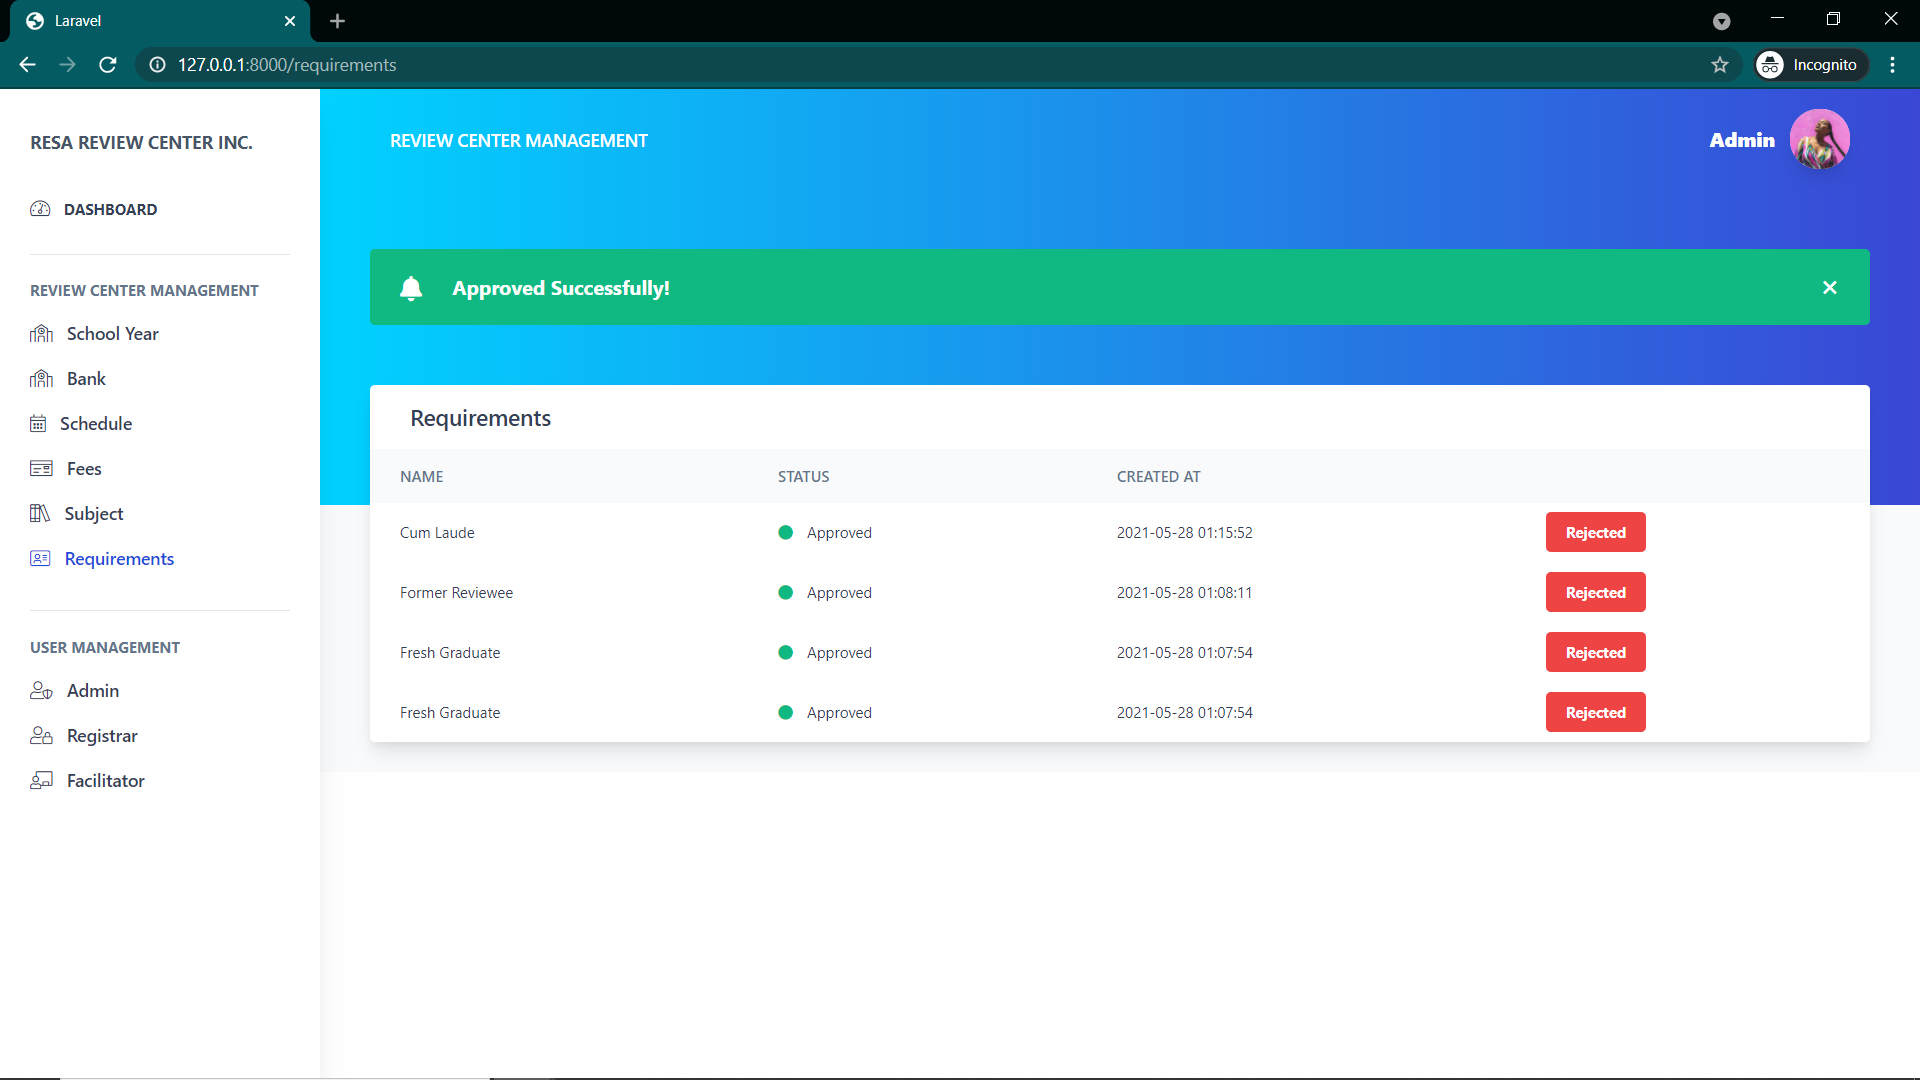 Laravel
127.0.0.1:8000/requirements
Incognito
RESA REVIEW CENTER INC.
REVIEW CENTER MANAGEMENT
Admin
DASHBOARD
Approved Successfully!
REVIEW CENTER MANAGEMENT
School Year
Bank
Schedule
Fees
Subject
Requirements
USER MANAGEMENT
Admin
Registrar
Facilitator
Requirements
NAME STATUS CREATED AT
Cum Laude Approved 2021-05-28 01:15:52 Rejected
Former Reviewee Approved 2021-05-28 01:08:11 Rejected
Fresh Graduate Approved 2021-05-28 01:07:54 Rejected
Fresh Graduate Approved 2021-05-28 01:07:54 Rejected